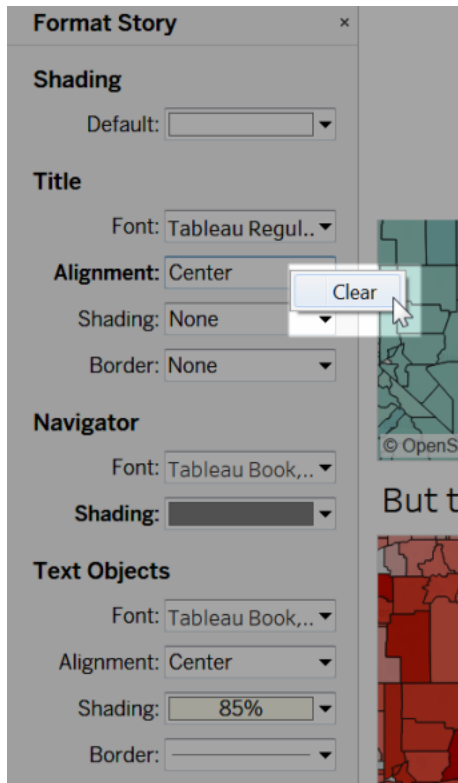 Format Story ×
Shading
Default:
Title
Font: Tableau Regul..
Alignment: Center
Clear
Shading: None
Border: None
Navigator
Font: Tableau Book,..
Shading:
© OpenS
But t
Text Objects
Font: Tableau Book,..
Alignment: Center
Shading: 85%
Border: